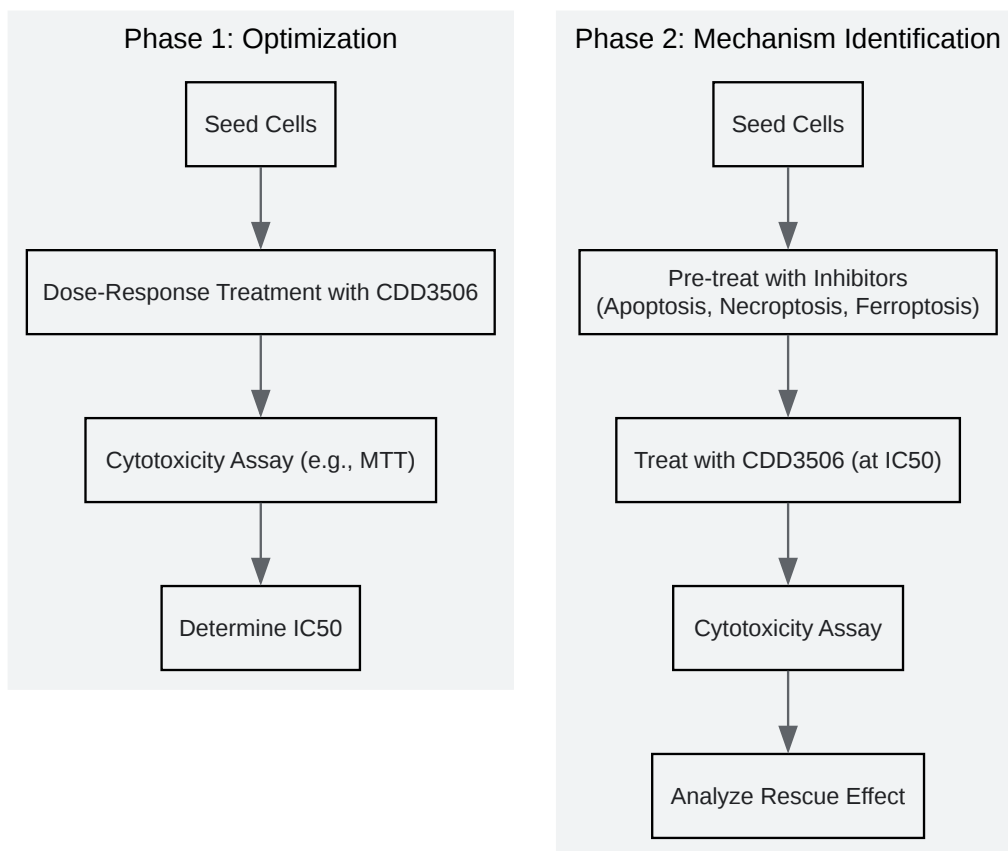 Phase 1: Optimization
Seed Cells
Dose-Response Treatment with CDD3506
Cytotoxicity Assay (e.g., MTT)
Determine IC50
Phase 2: Mechanism Identification
Seed Cells
Pre-treat with Inhibitors
(Apoptosis, Necroptosis, Ferroptosis)
Treat with CDD3506 (at IC50)
Cytotoxicity Assay
Analyze Rescue Effect